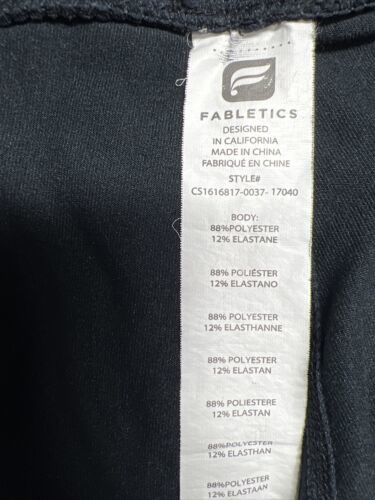 FABLETICS
DESIGNED
IN CALIFORNIA
MADE IN CHINA
FABRIQUÉ EN CHINE
STYLE#
CS1616817-0037- 17040
BODY:
88%POLYESTER
12% ELASTANE
88% POLIÉSTER
12% ELASTANO
88% POLYESTER
12% ELASTHANNE
88% POLYESTER
12% ELASTAN
88% POLIESTERE
12% ELASTAN
88%POLYESTER
12% ELASTHAN
88%POLYESTER
12% ELASTAAN